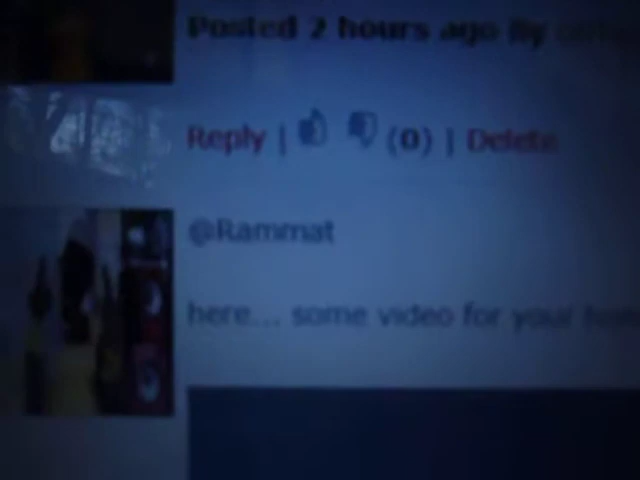 Posted 2 hours ago By
Reply | (0) | Delete
@Rammat
here... some video for your